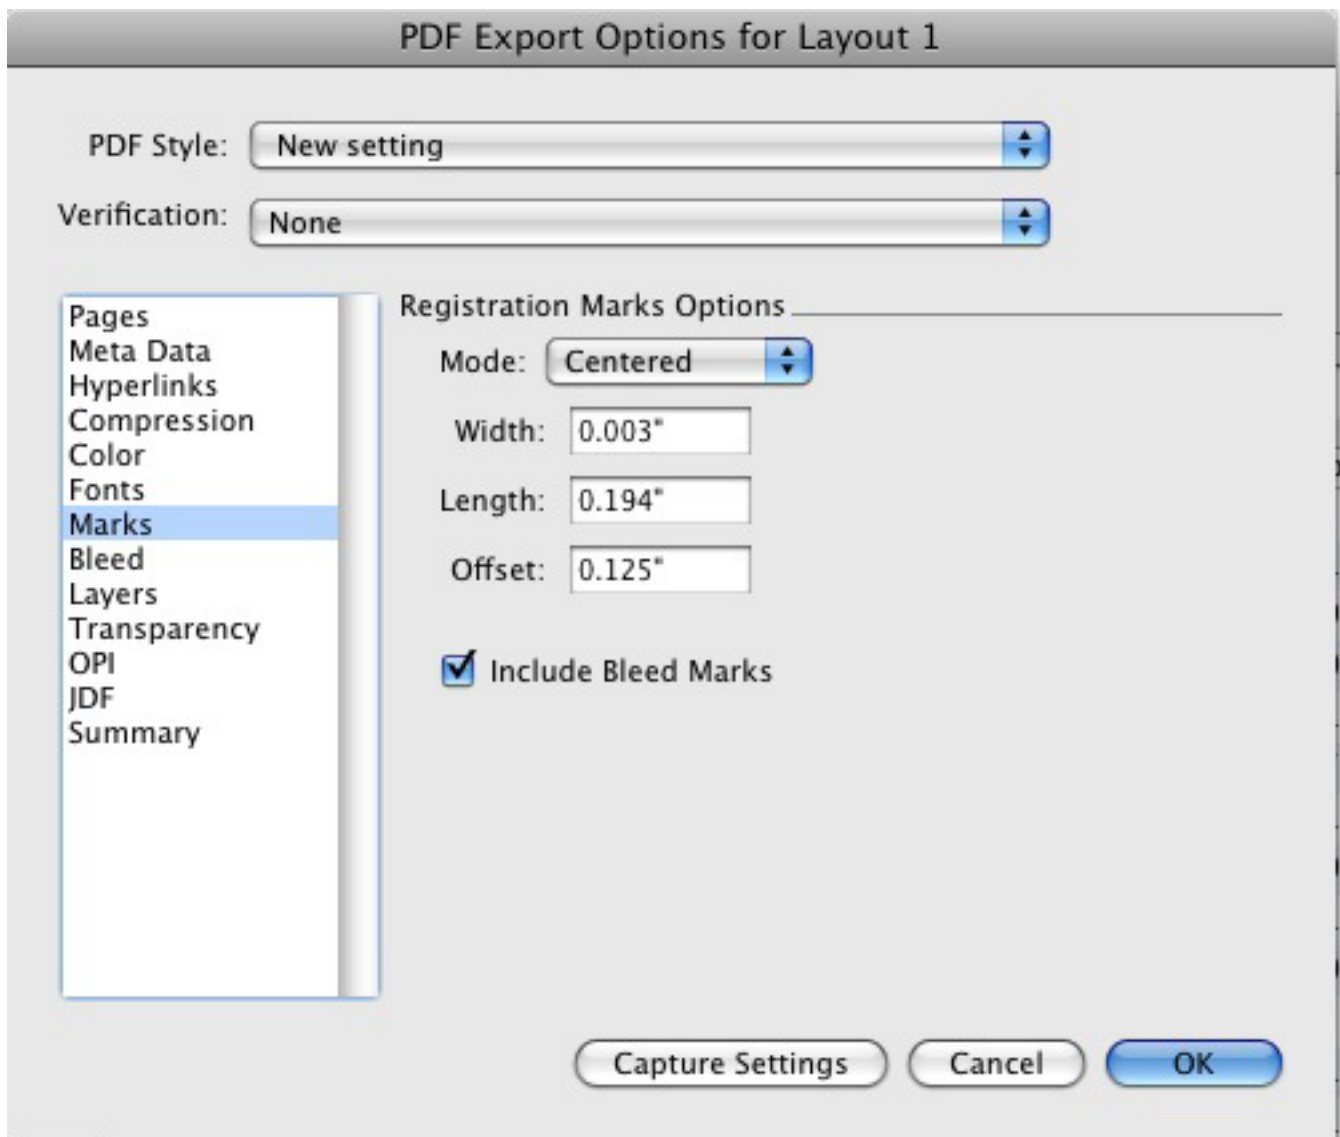 PDF Export Options for Layout 1
PDF Style: New setting
Verification: None
Pages
Meta Data
Hyperlinks
Compression
Color
Fonts
Marks
Bleed
Layers
Transparency
OPI
JDF
Summary
Registration Marks Options
Mode: Centered
Width: 0.003"
Length: 0.194"
Offset: 0.125"
Include Bleed Marks
Capture Settings Cancel OK